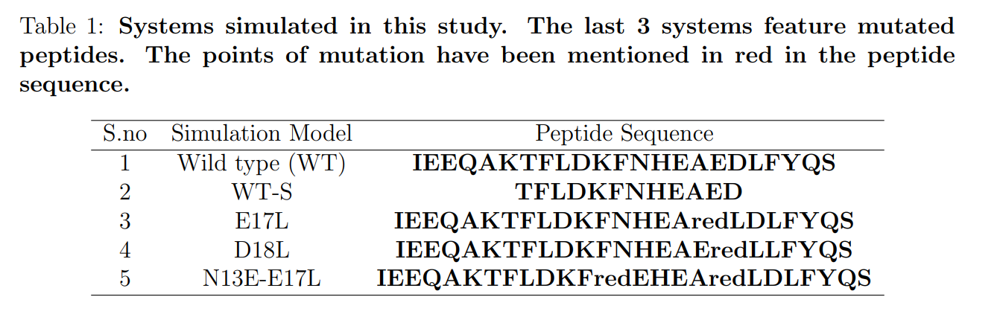 Table 1: Systems simulated in this study. The last 3 systems feature mutated
peptides. The points of mutation have been mentioned in red in the peptide
sequence.
S.no Simulation Model Peptide Sequence
1 Wild type (WT) IEEQAKTFLDKFNHEAEDLFYQS
2 WT-S TFLDKFNHEAED
3 E17L IEEQAKTFLDKFNHEAredLDLFYQS
4 D18L IEEQAKTFLDKFNHEAEredLLFYQS
5 N13E-E17L IEEQAKTFLDKFredEHEAredLDLFYQS